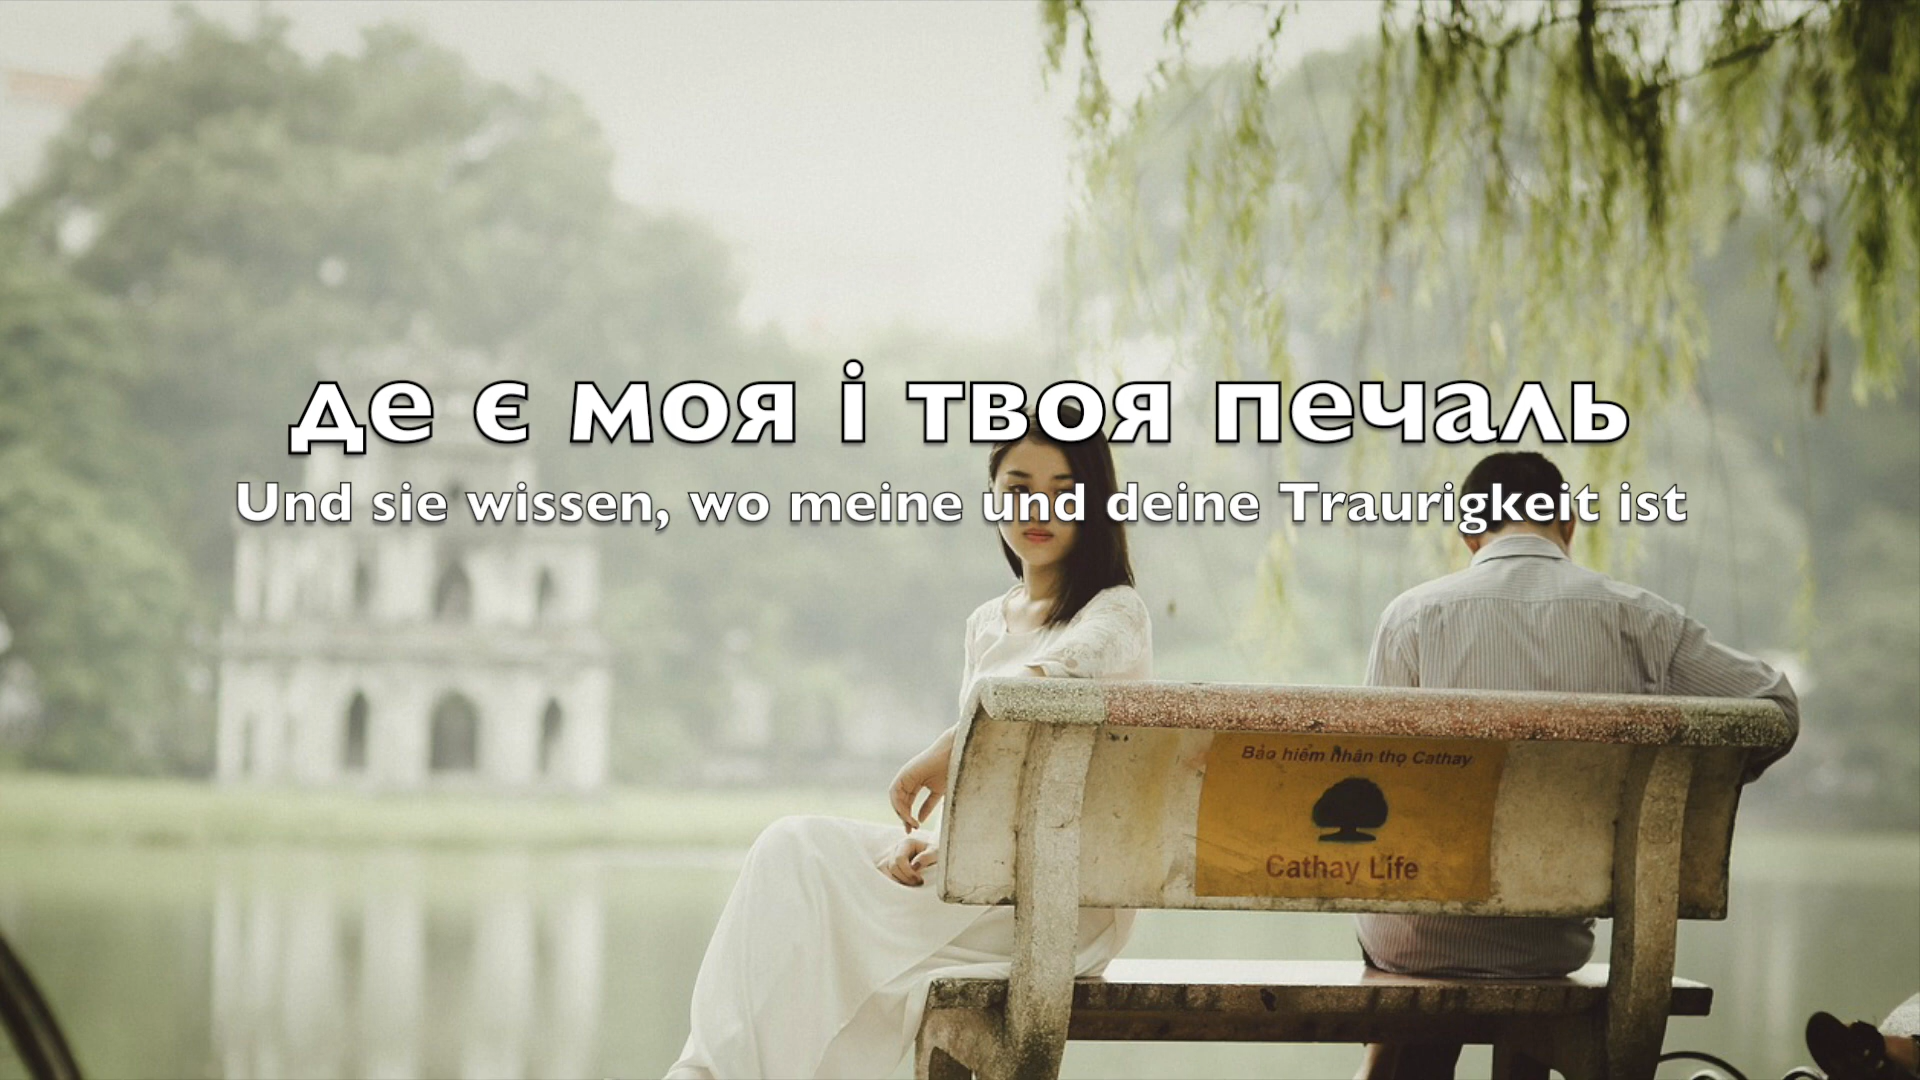 де є моя і твоя печаль
Und sie wissen, wo meine und deine Traurigkeit ist
Bảo hiểm nhân thọ Cathay
Cathay Life